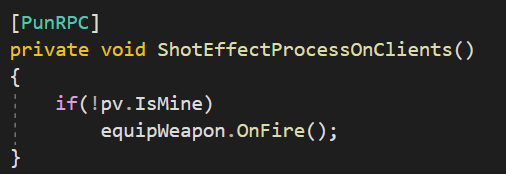 [PunRPC]
private void ShotEffectProcessOnClients()
{
    if(!pv.IsMine)
        equipWeapon.OnFire();
}